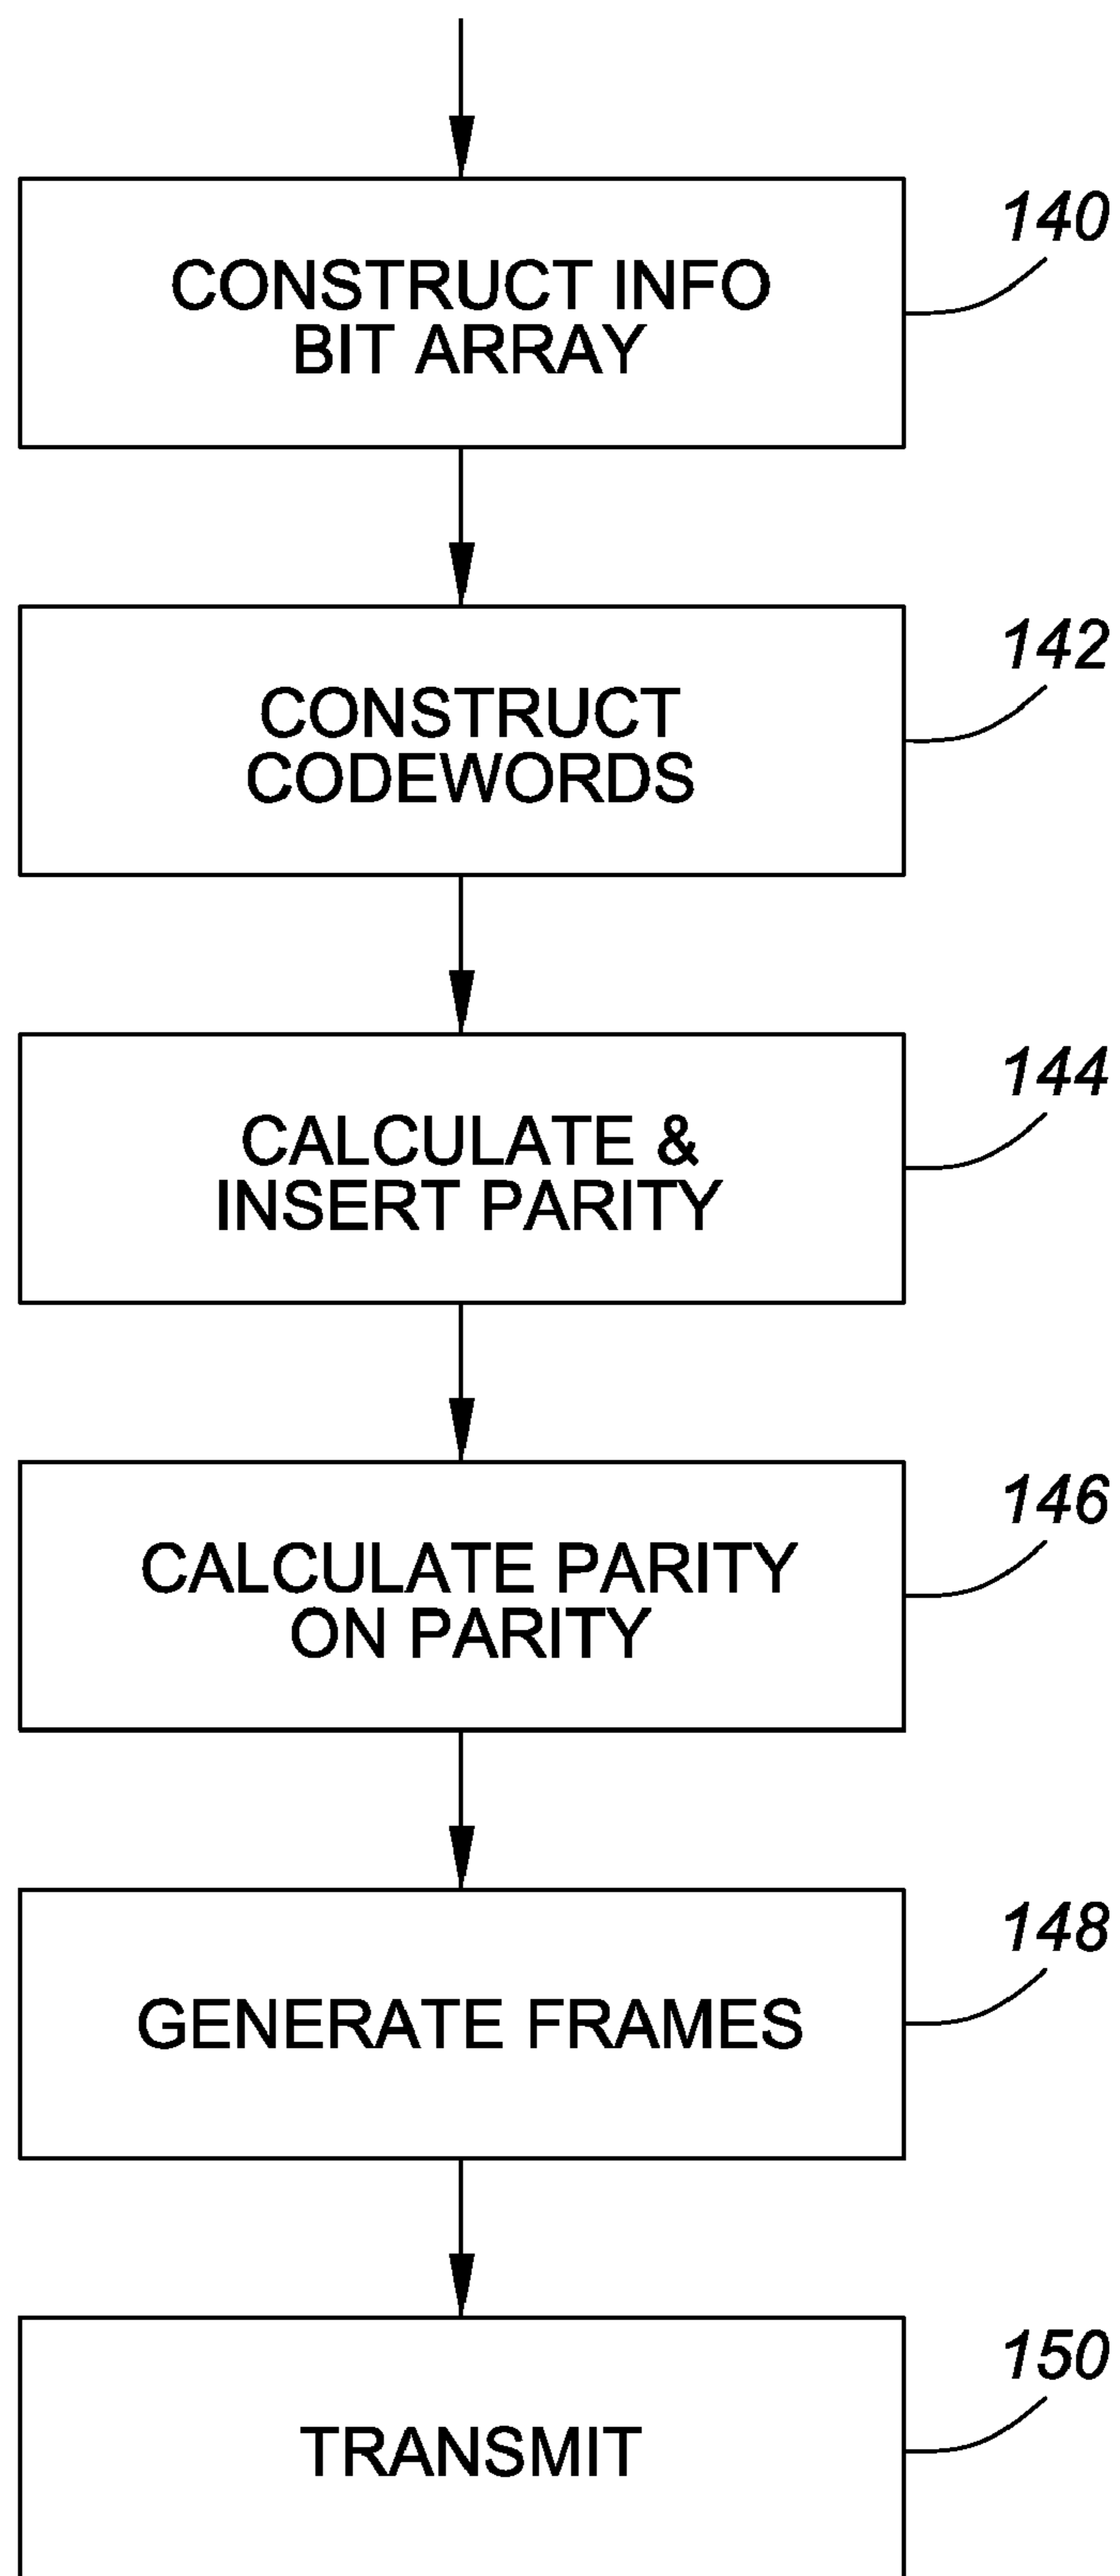 140
CONSTRUCT INFO
BIT ARRAY
142
CONSTRUCT
CODEWORDS
144
CALCULATE &
INSERT PARITY
146
CALCULATE PARITY
ON PARITY
148
GENERATE FRAMES
150
TRANSMIT